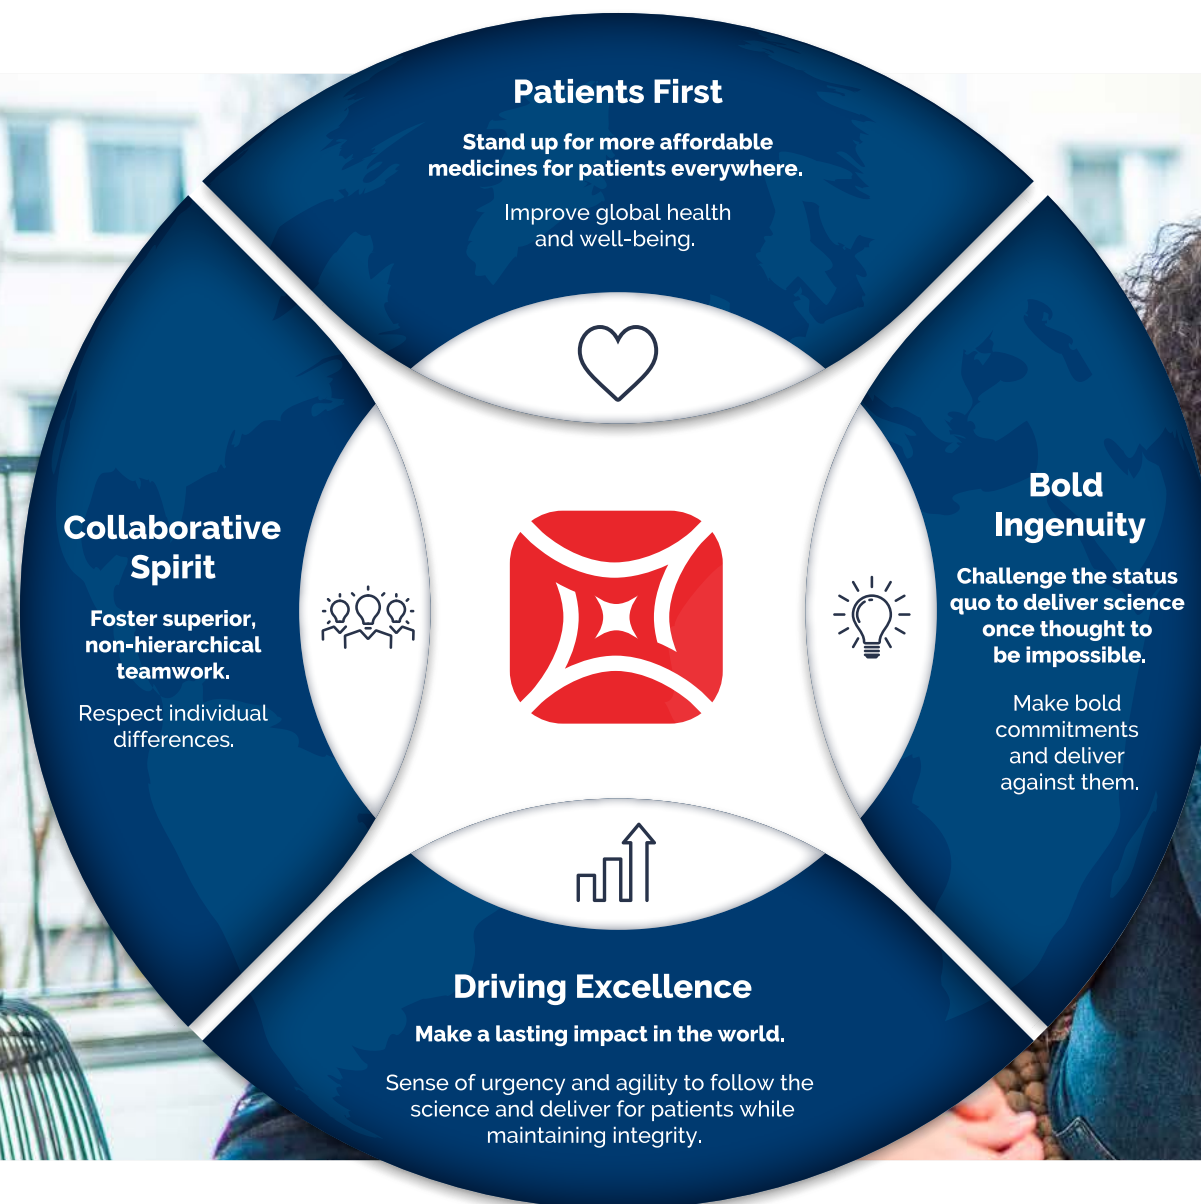 Patients First
Stand up for more affordable
medicines for patients everywhere.
Improve global health
and well-being.
Collaborative
Spirit
Foster superior,
non-hierarchical
teamwork.
Respect individual
differences.
Bold
Ingenuity
Challenge the status
quo to deliver science
once thought to
be impossible.
Make bold
commitments
and deliver
against them.
Driving Excellence
Make a lasting impact in the world.
Sense of urgency and agility to follow the
science and deliver for patients while
maintaining integrity.